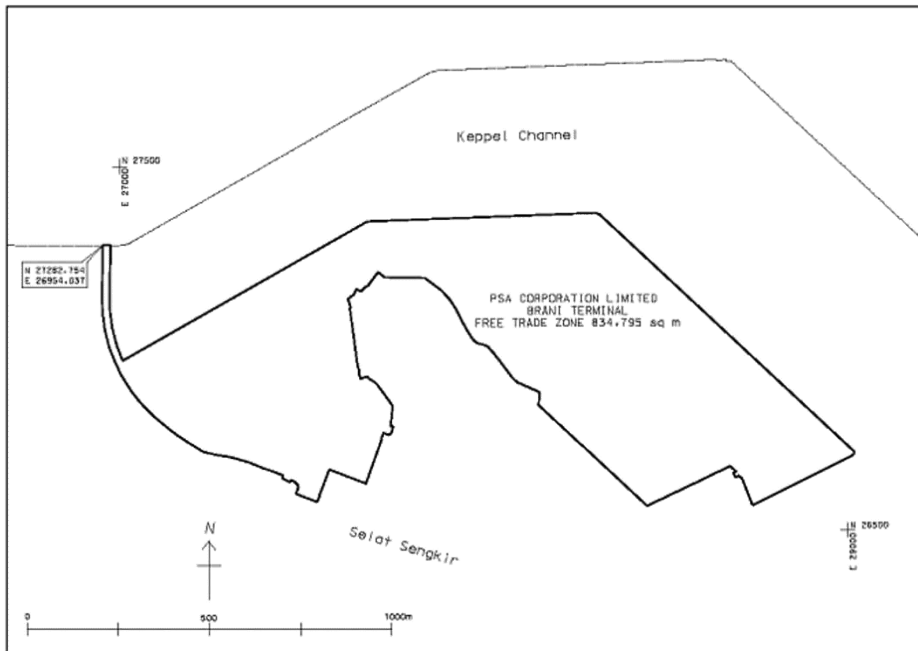 Keppel Channel
N 27500
E 27000
N 27282.754
E 26954.037
PSA CORPORATION LIMITED
BRANI TERMINAL
FREE TRADE ZONE 834.795 sq m
N 26500
E 29000
N
Selat Sengkir
0 500 1000m